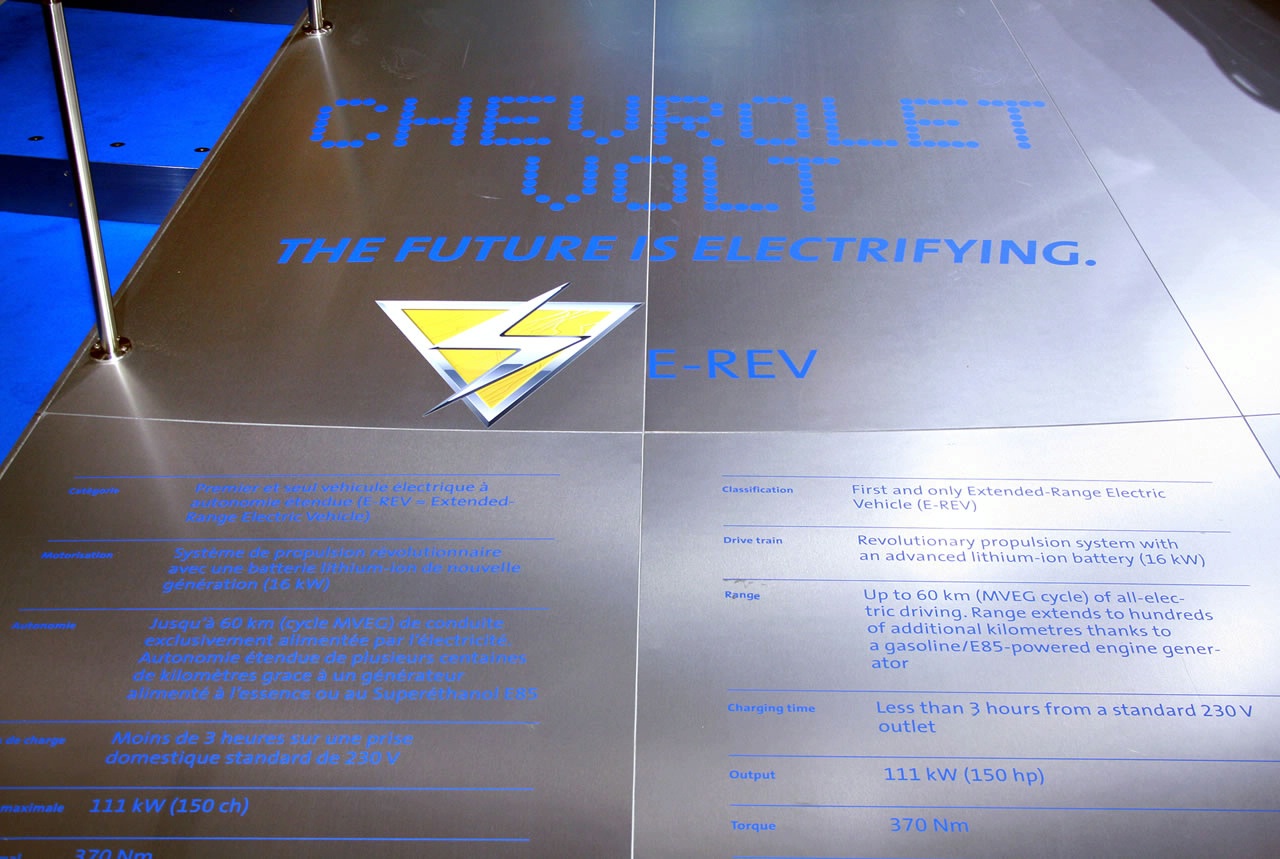 CHEVROLET
VOLT
THE FUTURE IS ELECTRIFYING.
E-REV
Catégorie
Premier et seul véhicule électrique à
autonomie étendue (E-REV = Extended-
Range Electric Vehicle)
Motorisation
Système de propulsion révolutionnaire
avec une batterie lithium-ion de nouvelle
génération (16 kW)
Autonomie
Jusqu'à 60 km (cycle MVEG) de conduite
exclusivement alimentée par l'électricité.
Autonomie étendue de plusieurs centaines
de kilomètres grace à un générateur
alimenté à l'essence ou au Superéthanol E85
de charge
Moins de 3 heures sur une prise
domestique standard de 230 V
maximale
111 kW (150 ch)
370 Nm
Classification
First and only Extended-Range Electric
Vehicle (E-REV)
Drive train
Revolutionary propulsion system with
an advanced lithium-ion battery (16 kW)
Range
Up to 60 km (MVEG cycle) of all-elec-
tric driving. Range extends to hundreds
of additional kilometres thanks to
a gasoline/E85-powered engine gener-
ator
Charging time
Less than 3 hours from a standard 230 V
outlet
Output
111 kW (150 hp)
Torque
370 Nm